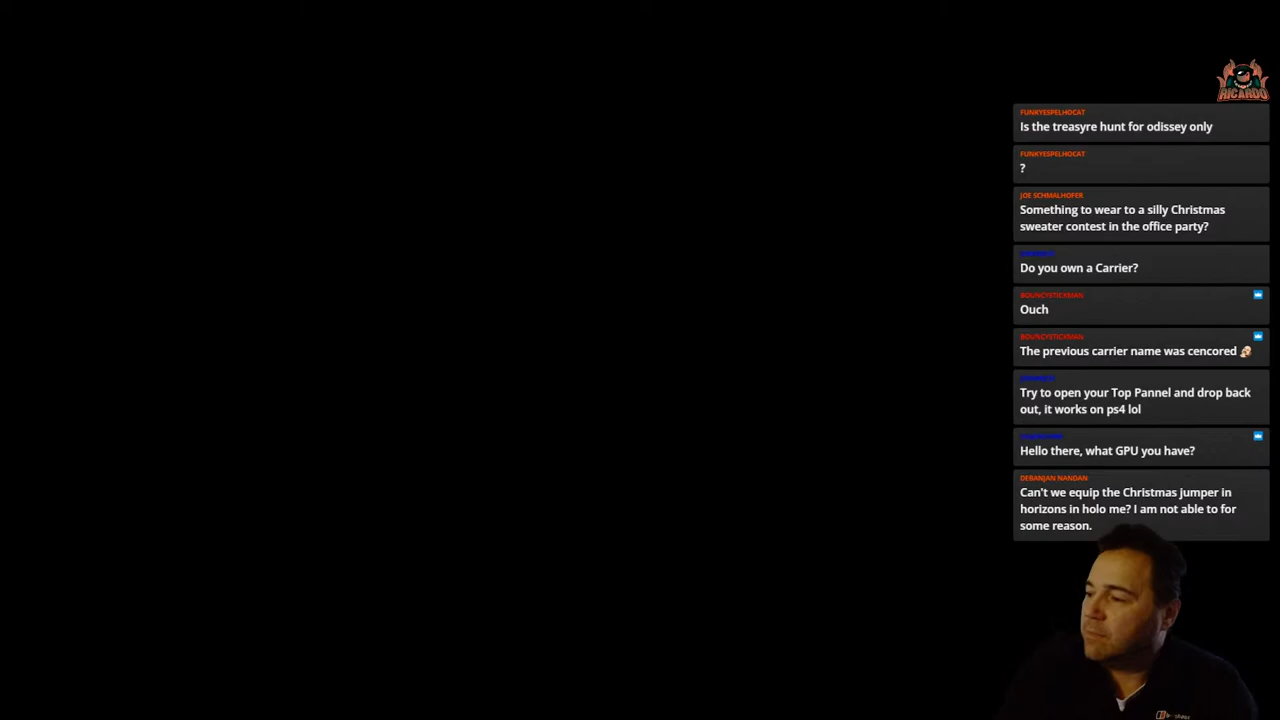 RICARDO
FUNKYESPELHOCAT
Is the treasyre hunt for odissey only
FUNKYESPELHOCAT
?
JOE SCHMALHOFER
Something to wear to a silly Christmas
sweater contest in the office party?
Do you own a Carrier?
BOUNCYSTICKMAN
Ouch
BOUNCYSTICKMAN
The previous carrier name was cencored
Try to open your Top Pannel and drop back
out, it works on ps4 lol
Hello there, what GPU you have?
DEBANJAN NANDAN
Can't we equip the Christmas jumper in
horizons in holo me? I am not able to for
some reason.